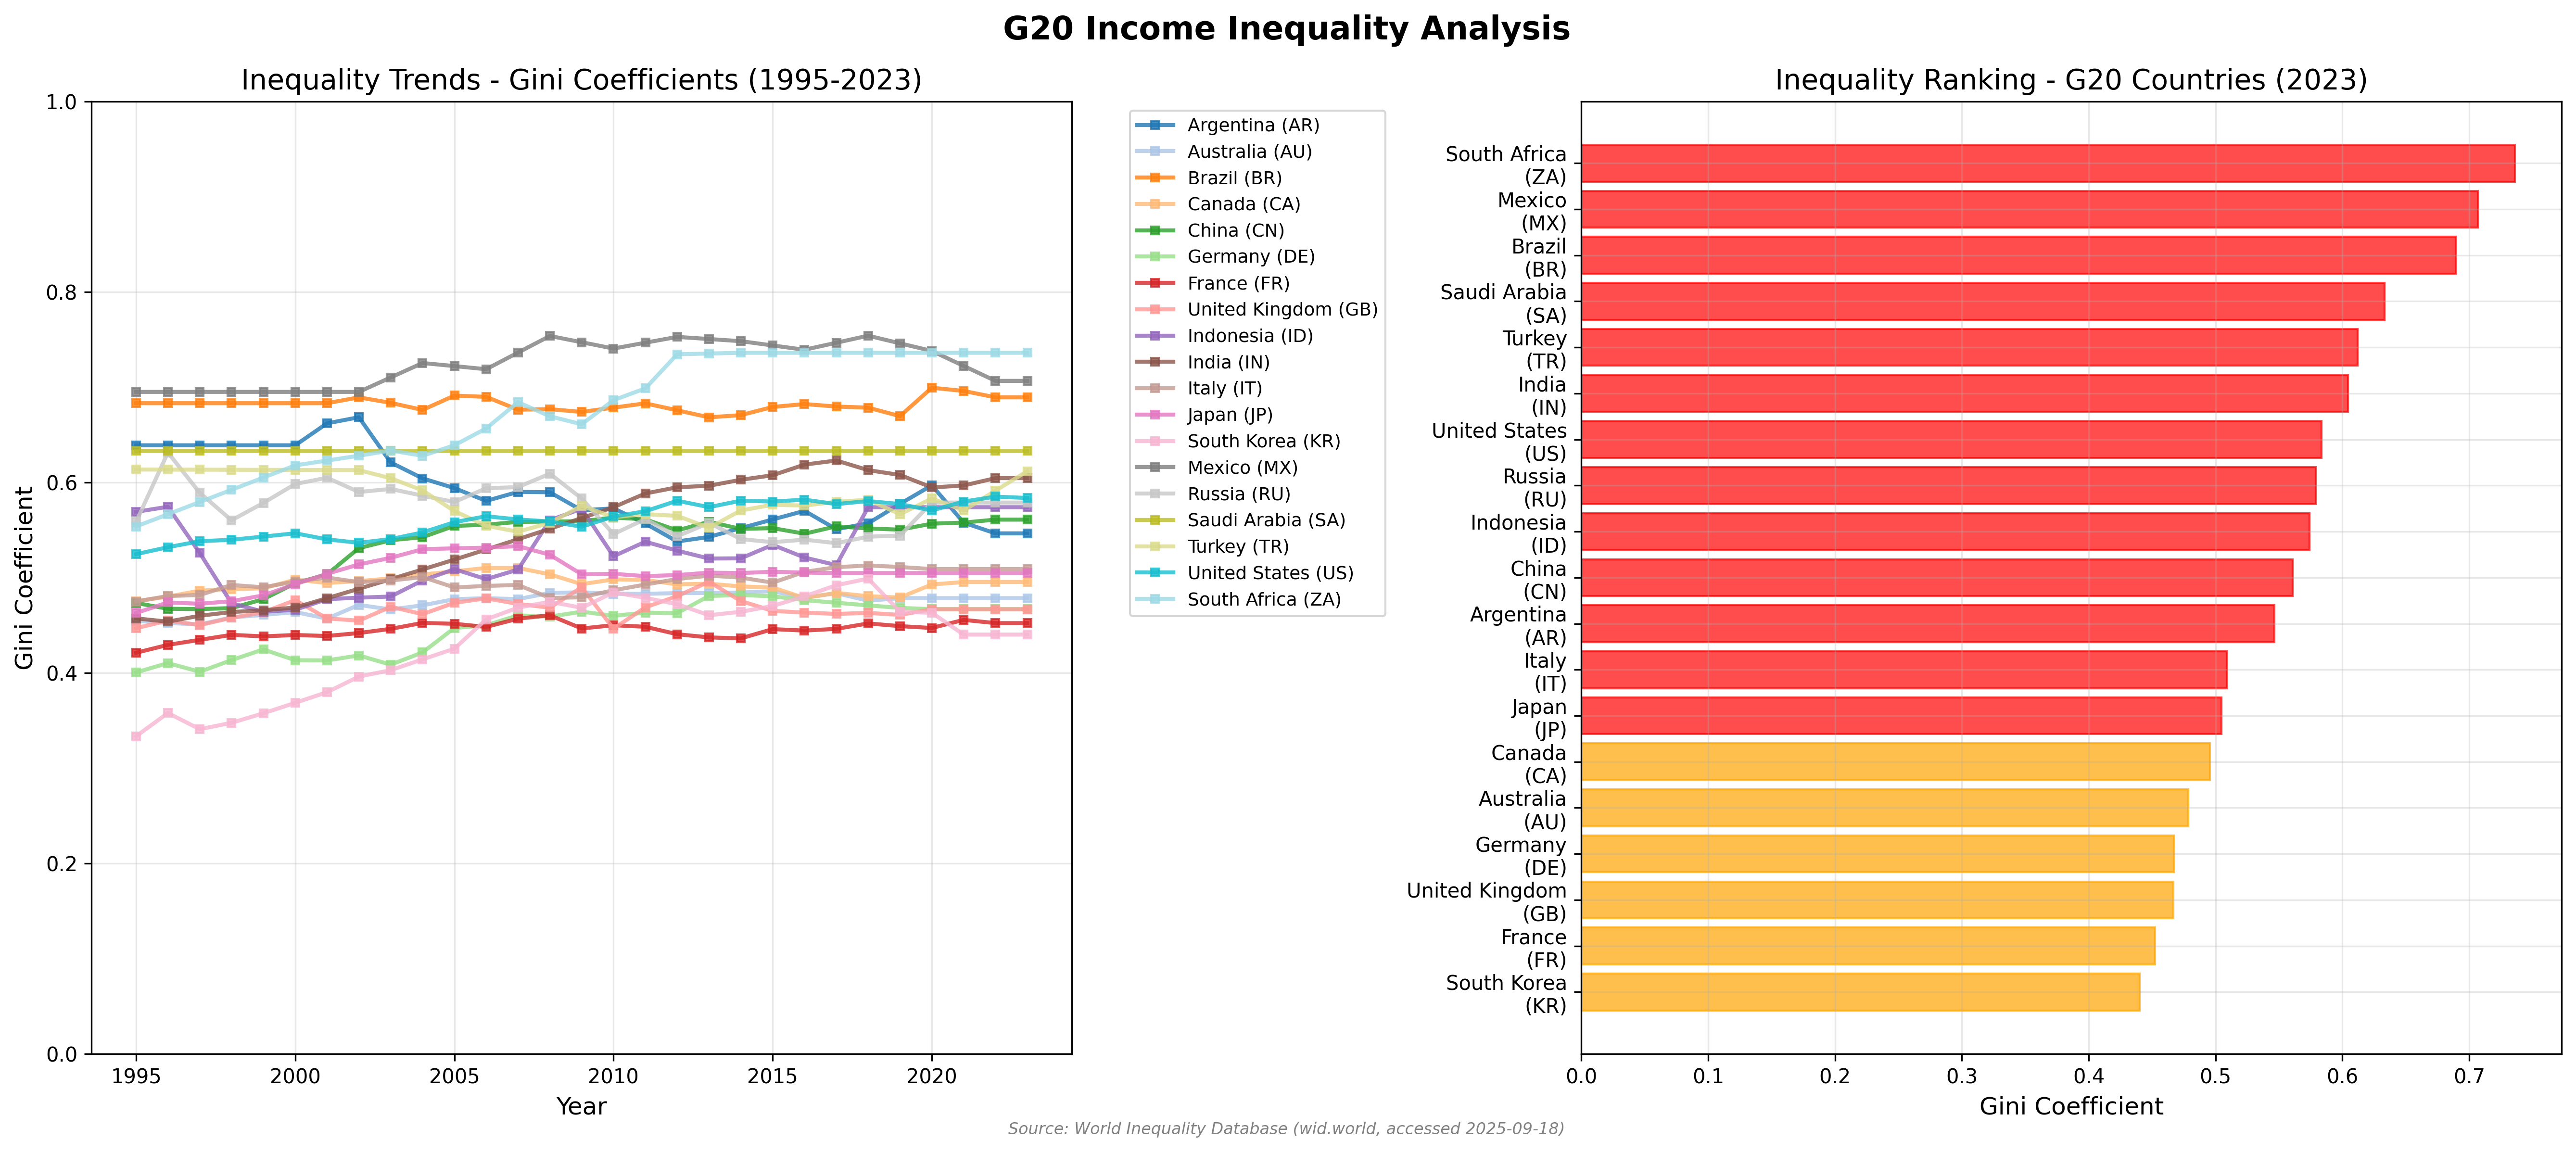 G20 Income Inequality Analysis
Inequality Trends - Gini Coefficients (1995-2023)
Gini Coefficient
1.0
0.8
0.6
0.4
0.2
0.0
1995 2000 2005 2010 2015 2020
Year
Argentina (AR)
Australia (AU)
Brazil (BR)
Canada (CA)
China (CN)
Germany (DE)
France (FR)
United Kingdom (GB)
Indonesia (ID)
India (IN)
Italy (IT)
Japan (JP)
South Korea (KR)
Mexico (MX)
Russia (RU)
Saudi Arabia (SA)
Turkey (TR)
United States (US)
South Africa (ZA)
Inequality Ranking - G20 Countries (2023)
South Africa
(ZA)
Mexico
(MX)
Brazil
(BR)
Saudi Arabia
(SA)
Turkey
(TR)
India
(IN)
United States
(US)
Russia
(RU)
Indonesia
(ID)
China
(CN)
Argentina
(AR)
Italy
(IT)
Japan
(JP)
Canada
(CA)
Australia
(AU)
Germany
(DE)
United Kingdom
(GB)
France
(FR)
South Korea
(KR)
0.0 0.1 0.2 0.3 0.4 0.5 0.6 0.7
Gini Coefficient
Source: World Inequality Database (wid.world, accessed 2025-09-18)